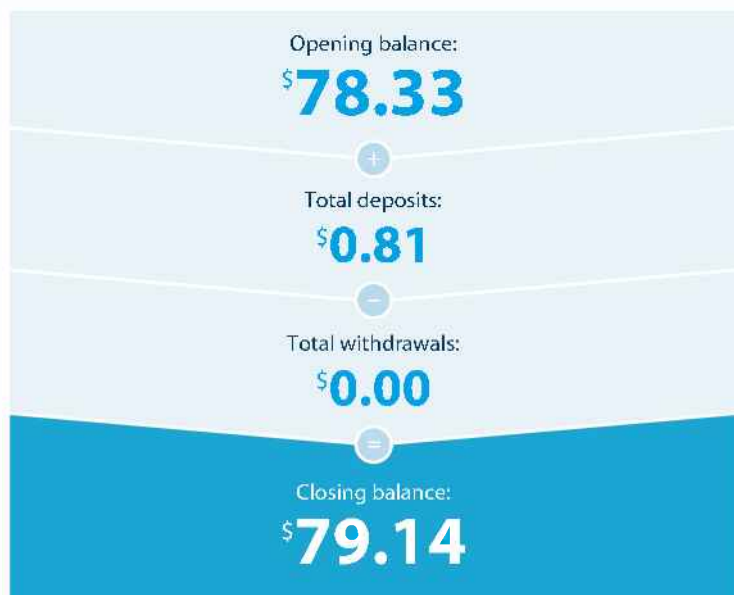 Opening balance:
$78.33
+
Total deposits:
$0.81
−
Total withdrawals:
$0.00
=
Closing balance:
$79.14